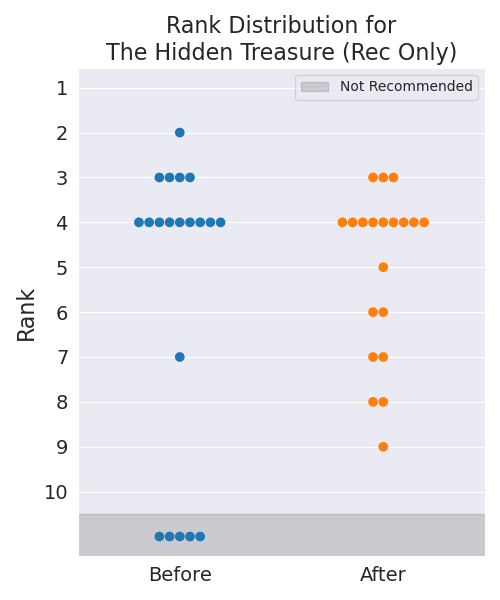 Rank Distribution for
The Hidden Treasure (Rec Only)
Not Recommended
Rank
1
2
3
4
5
6
7
8
9
10
Before After